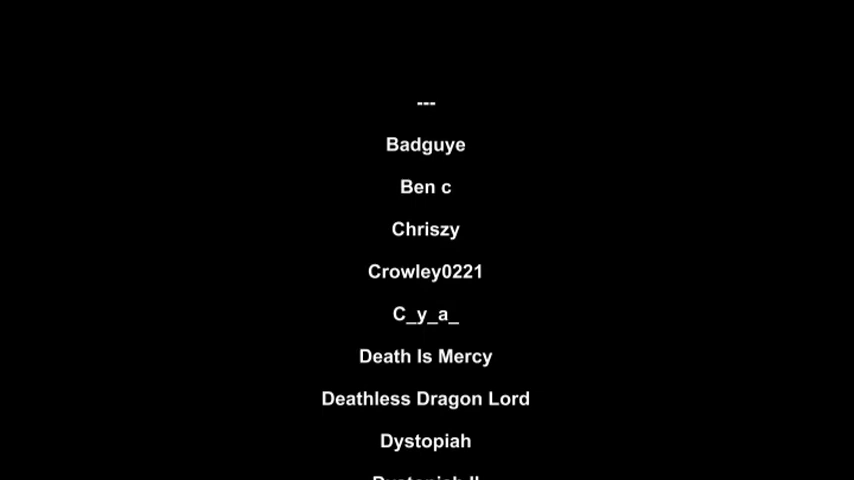 ---
Badguye
Ben c
Chriszy
Crowley0221
C_y_a_
Death Is Mercy
Deathless Dragon Lord
Dystopiah